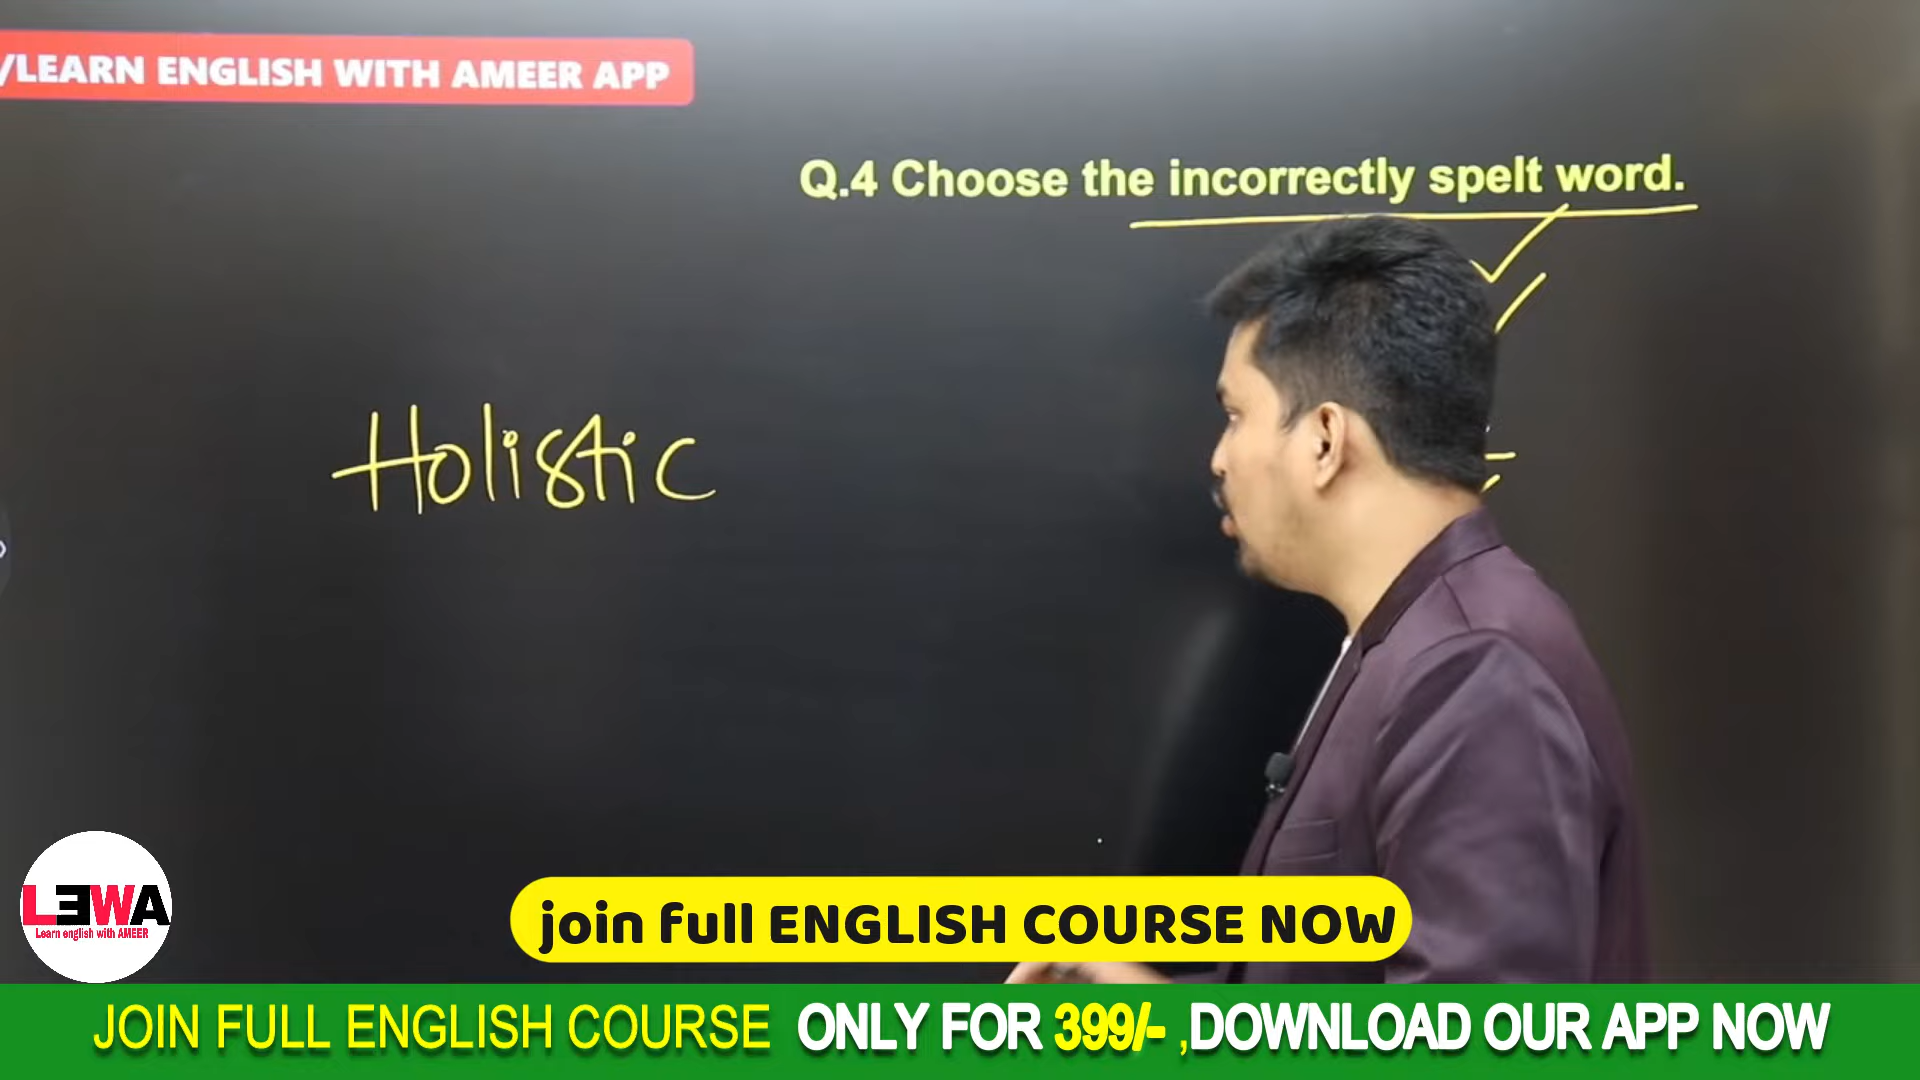 /LEARN ENGLISH WITH AMEER APP
Q.4 Choose the incorrectly spelt word.
Holistic
LEWA
Learn english with AMEER
join full ENGLISH COURSE NOW
JOIN FULL ENGLISH COURSE ONLY FOR 399/- ,DOWNLOAD OUR APP NOW